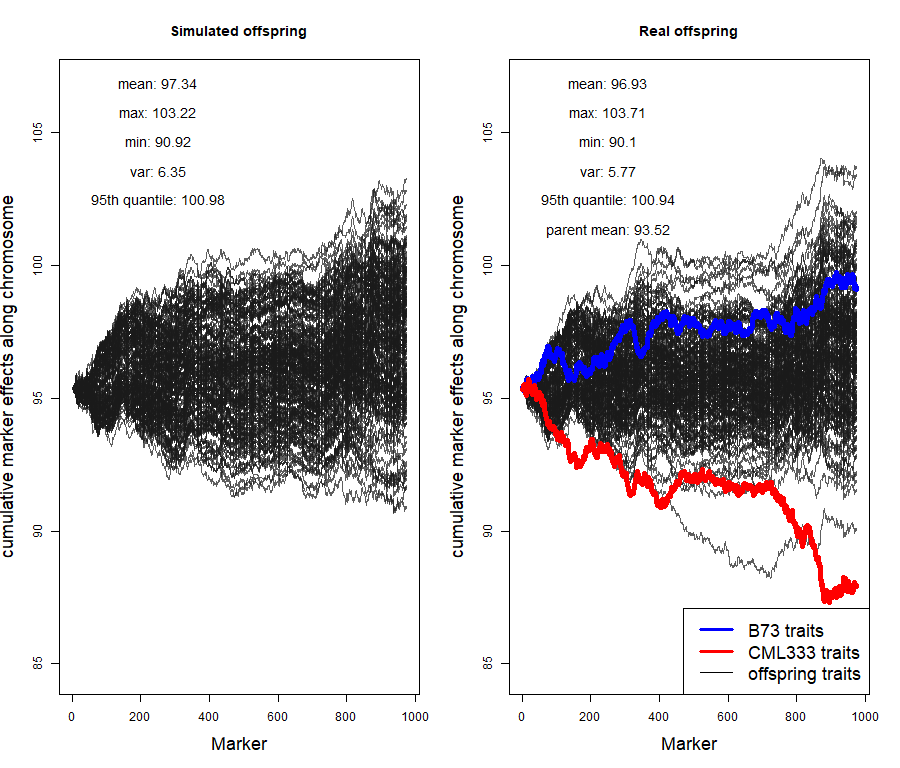 Simulated offspring
mean: 97.34
max: 103.22
min: 90.92
var: 6.35
95th quantile: 100.98
cumulative marker effects along chromosome
105
100
95
90
85
0 200 400 600 800 1000
Marker
Real offspring
mean: 96.93
max: 103.71
min: 90.1
var: 5.77
95th quantile: 100.94
parent mean: 93.52
cumulative marker effects along chromosome
105
100
95
90
85
B73 traits
CML333 traits
offspring traits
0 200 400 600 800 1000
Marker